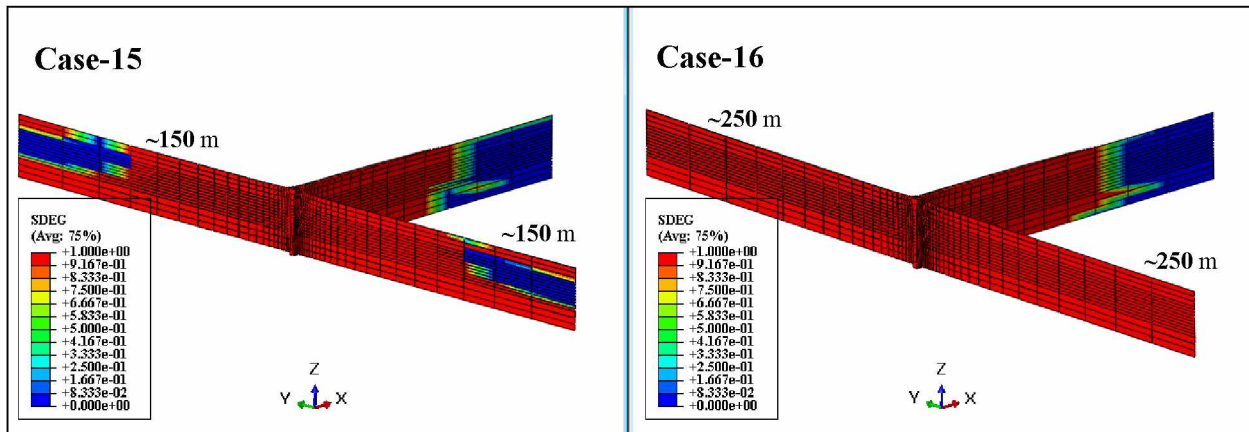 Case-15
~150 m
~150 m
SDEG
(Avg: 75%)
+1.000e+00
+9.167e-01
+8.333e-01
+7.500e-01
+6.667e-01
+5.833e-01
+5.000e-01
+4.167e-01
+3.333e-01
+2.500e-01
+1.667e-01
+8.333e-02
+0.000e+00
Z
Y X
Case-16
~250 m
~250 m
SDEG
(Avg: 75%)
+1.000e+00
+9.167e-01
+8.333e-01
+7.500e-01
+6.667e-01
+5.833e-01
+5.000e-01
+4.167e-01
+3.333e-01
+2.500e-01
+1.667e-01
+8.333e-02
+0.000e+00
Z
Y X